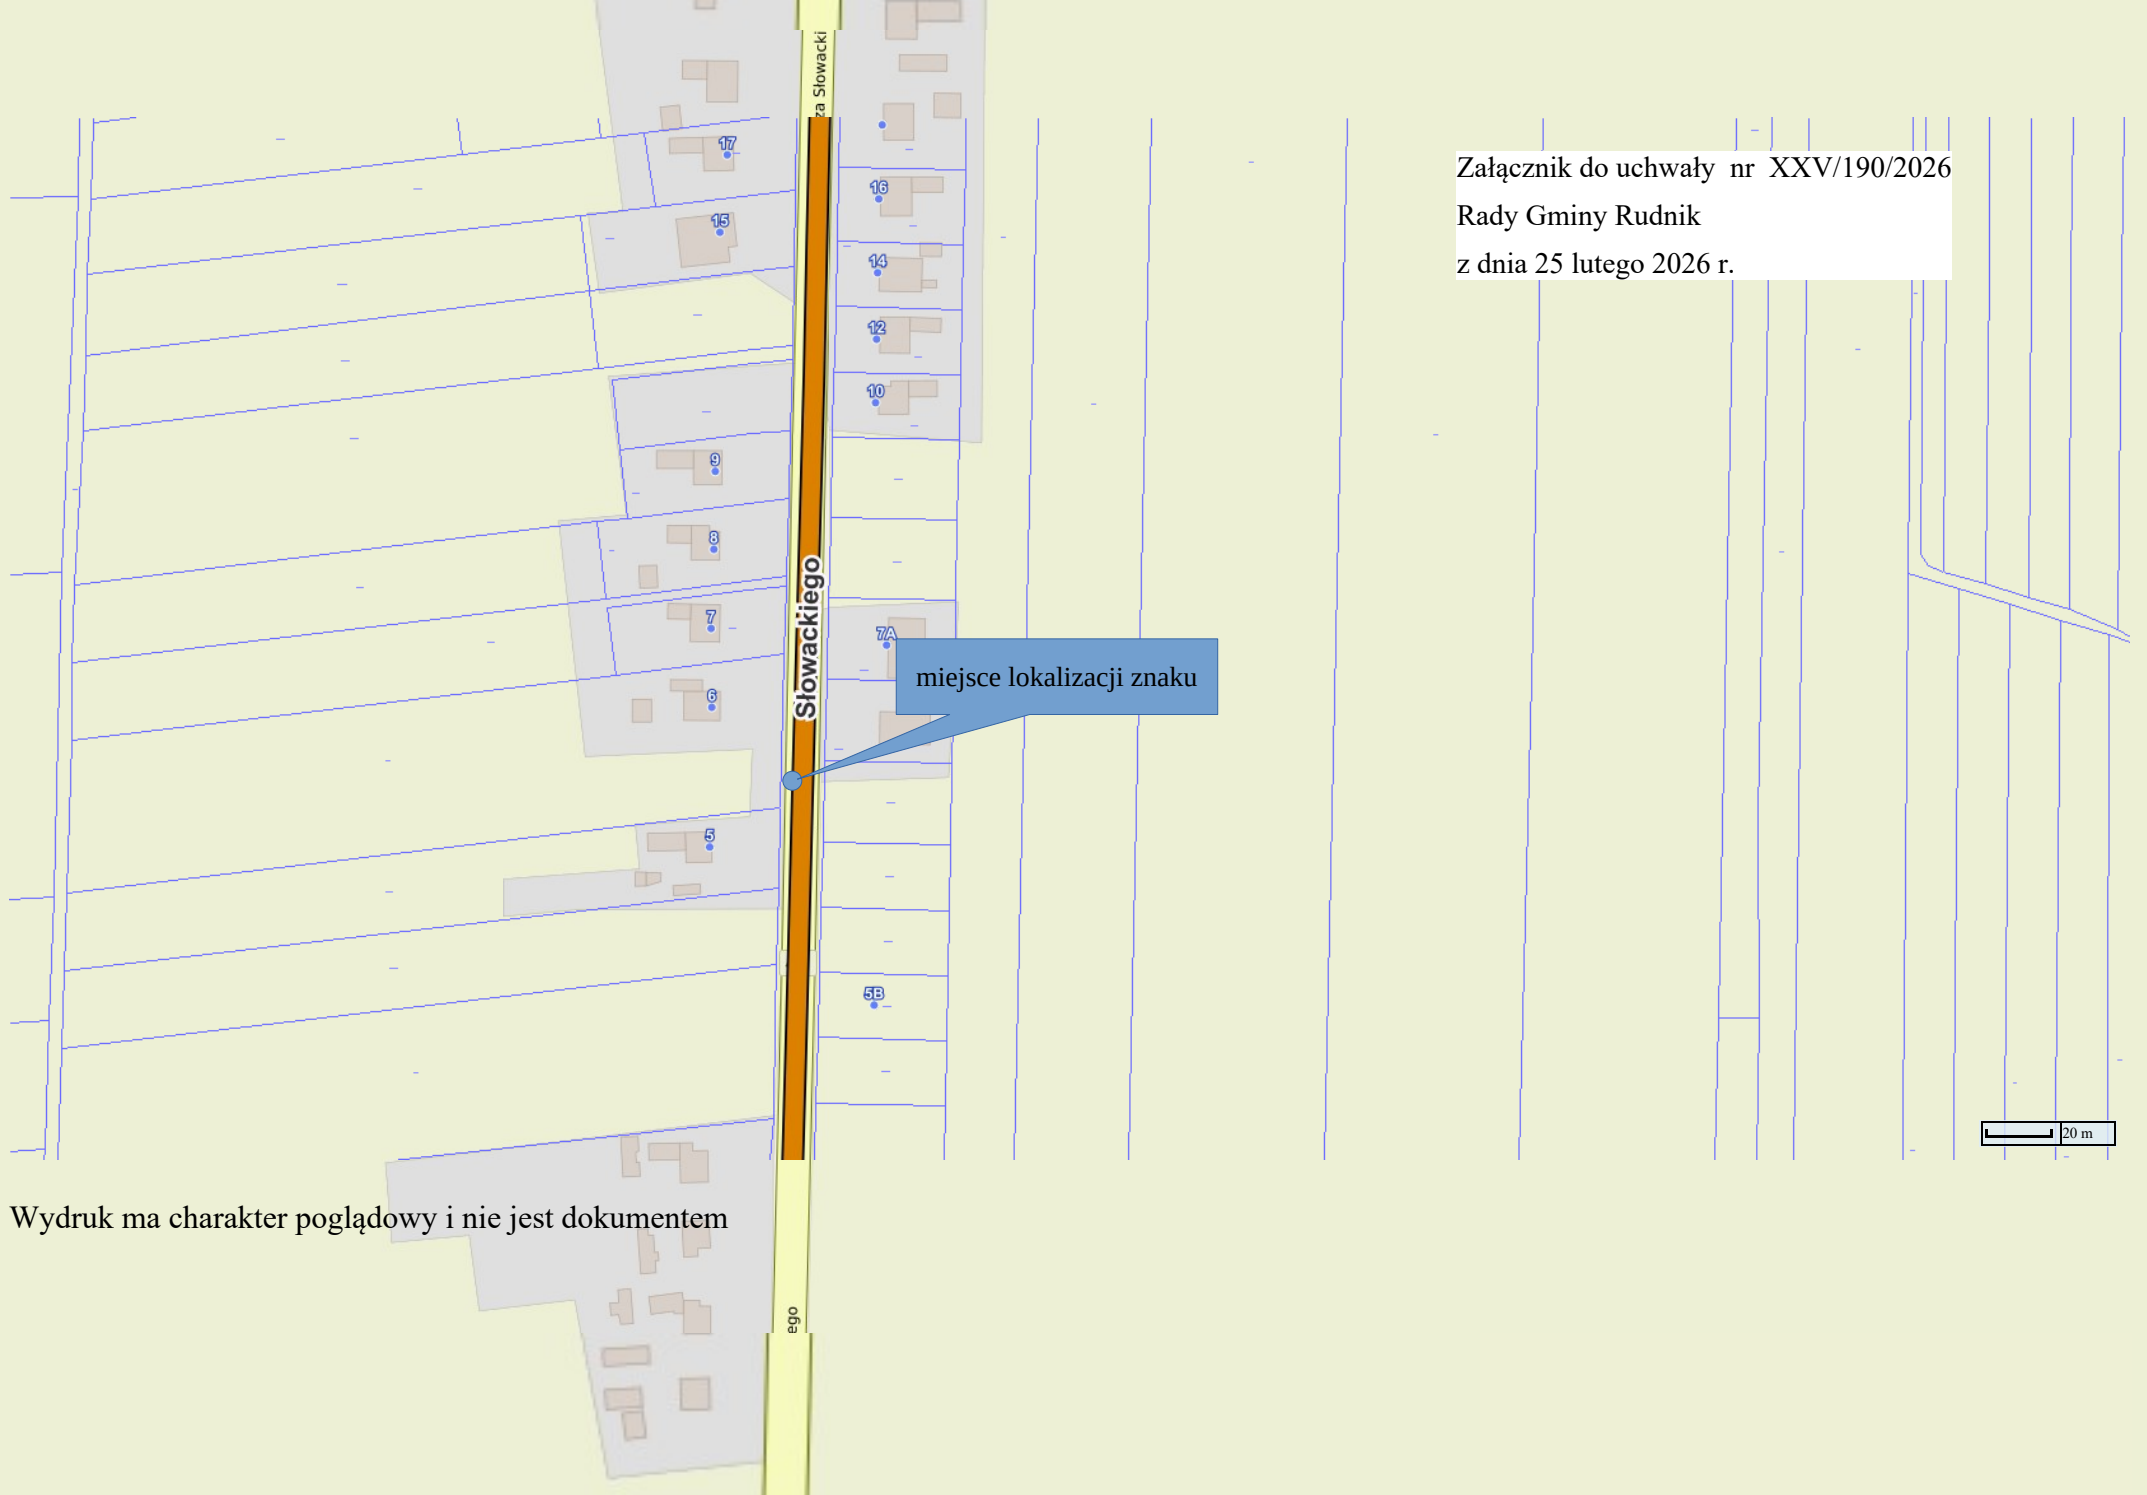 za Słowacki
17
16
15
14
12
10
9
8
7
7A
6
5
5B
Słowackiego
ego
Załącznik do uchwały nr XXV/190/2026
Rady Gminy Rudnik
z dnia 25 lutego 2026 r.
miejsce lokalizacji znaku
20 m
Wydruk ma charakter poglądowy i nie jest dokumentem